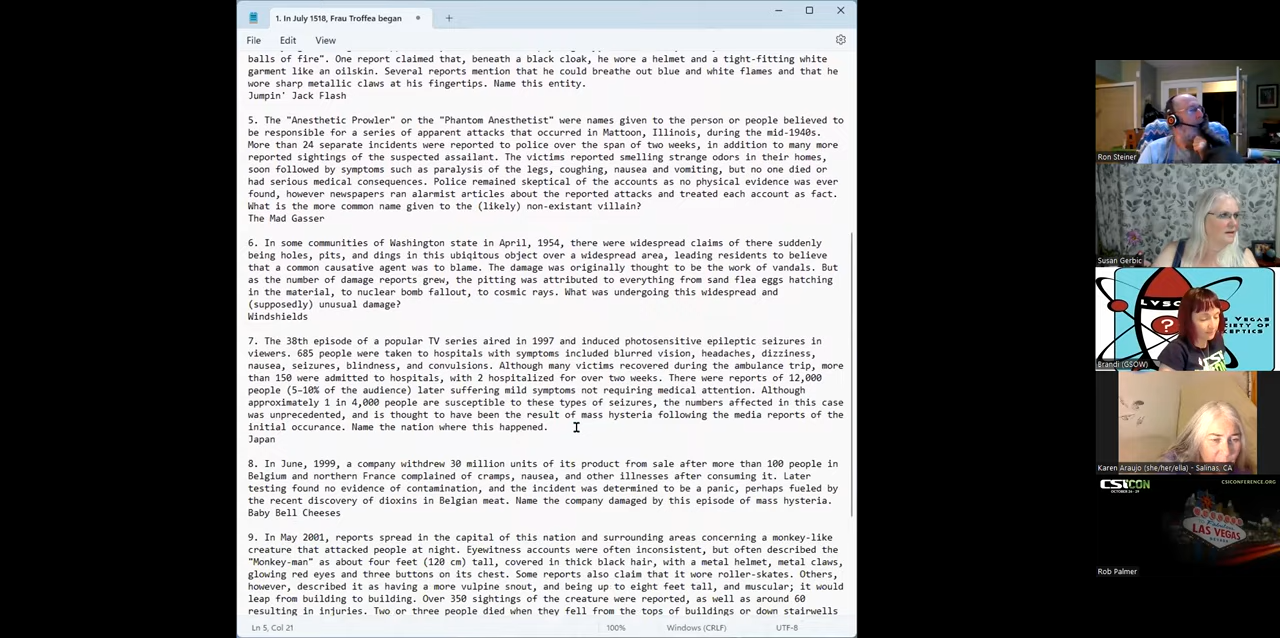 1. In July 1518, Frau Troffea began
File Edit View
balls of fire". One report claimed that, beneath a black cloak, he wore a helmet and a tight-fitting white
garment like an oilskin. Several reports mention that he could breathe out blue and white flames and that he
wore sharp metallic claws at his fingertips. Name this entity.
Jumpin' Jack Flash
5. The "Anesthetic Prowler" or the "Phantom Anesthetist" were names given to the person or people believed to
be responsible for a series of apparent attacks that occurred in Mattoon, Illinois, during the mid-1940s.
More than 24 separate incidents were reported to police over the span of two weeks, in addition to many more
reported sightings of the suspected assailant. The victims reported smelling strange odors in their homes,
soon followed by symptoms such as paralysis of the legs, coughing, nausea and vomiting, but no one died or
had serious medical consequences. Police remained skeptical of the accounts as no physical evidence was ever
found, however newspapers ran alarmist articles about the reported attacks and treated each account as fact.
What is the more common name given to the (likely) non-existant villain?
The Mad Gasser
6. In some communities of Washington state in April, 1954, there were widespread claims of there suddenly
being holes, pits, and dings in this ubiqitous object over a widespread area, leading residents to believe
that a common causative agent was to blame. The damage was originally thought to be the work of vandals. But
as the number of damage reports grew, the pitting was attributed to everything from sand flea eggs hatching
in the material, to nuclear bomb fallout, to cosmic rays. What was undergoing this widespread and
(supposedly) unusual damage?
Windshields
7. The 38th episode of a popular TV series aired in 1997 and induced photosensitive epileptic seizures in
viewers. 685 people were taken to hospitals with symptoms included blurred vision, headaches, dizziness,
nausea, seizures, blindness, and convulsions. Although many victims recovered during the ambulance trip, more
than 150 were admitted to hospitals, with 2 hospitalized for over two weeks. There were reports of 12,000
people (5–10% of the audience) later suffering mild symptoms not requiring medical attention. Although
approximately 1 in 4,000 people are susceptible to these types of seizures, the numbers affected in this case
was unprecedented, and is thought to have been the result of mass hysteria following the media reports of the
initial occurance. Name the nation where this happened.
Japan
8. In June, 1999, a company withdrew 30 million units of its product from sale after more than 100 people in
Belgium and northern France complained of cramps, nausea, and other illnesses after consuming it. Later
testing found no evidence of contamination, and the incident was determined to be a panic, perhaps fueled by
the recent discovery of dioxins in Belgian meat. Name the company damaged by this episode of mass hysteria.
Baby Bell Cheeses
9. In May 2001, reports spread in the capital of this nation and surrounding areas concerning a monkey-like
creature that attacked people at night. Eyewitness accounts were often inconsistent, but often described the
"Monkey-man" as about four feet (120 cm) tall, covered in thick black hair, with a metal helmet, metal claws,
glowing red eyes and three buttons on its chest. Some reports also claim that it wore roller-skates. Others,
however, described it as having a more vulpine snout, and being up to eight feet tall, and muscular; it would
leap from building to building. Over 350 sightings of the creature were reported, as well as around 60
resulting in injuries. Two or three people died when they fell from the tops of buildings or down stairwells
Ln 5, Col 21
100%
Windows (CRLF)
UTF-8
Ron Steiner
Susan Gerbic
LVSO
?
S VEGAS
CIETY OF
KEPTICS
Brandi (GSOW)
Karen Araujo (she/her/ella) - Salinas, CA
CSICON
OCTOBER 26 - 29
CSICONFERENCE.ORG
LAS VEGAS
Rob Palmer